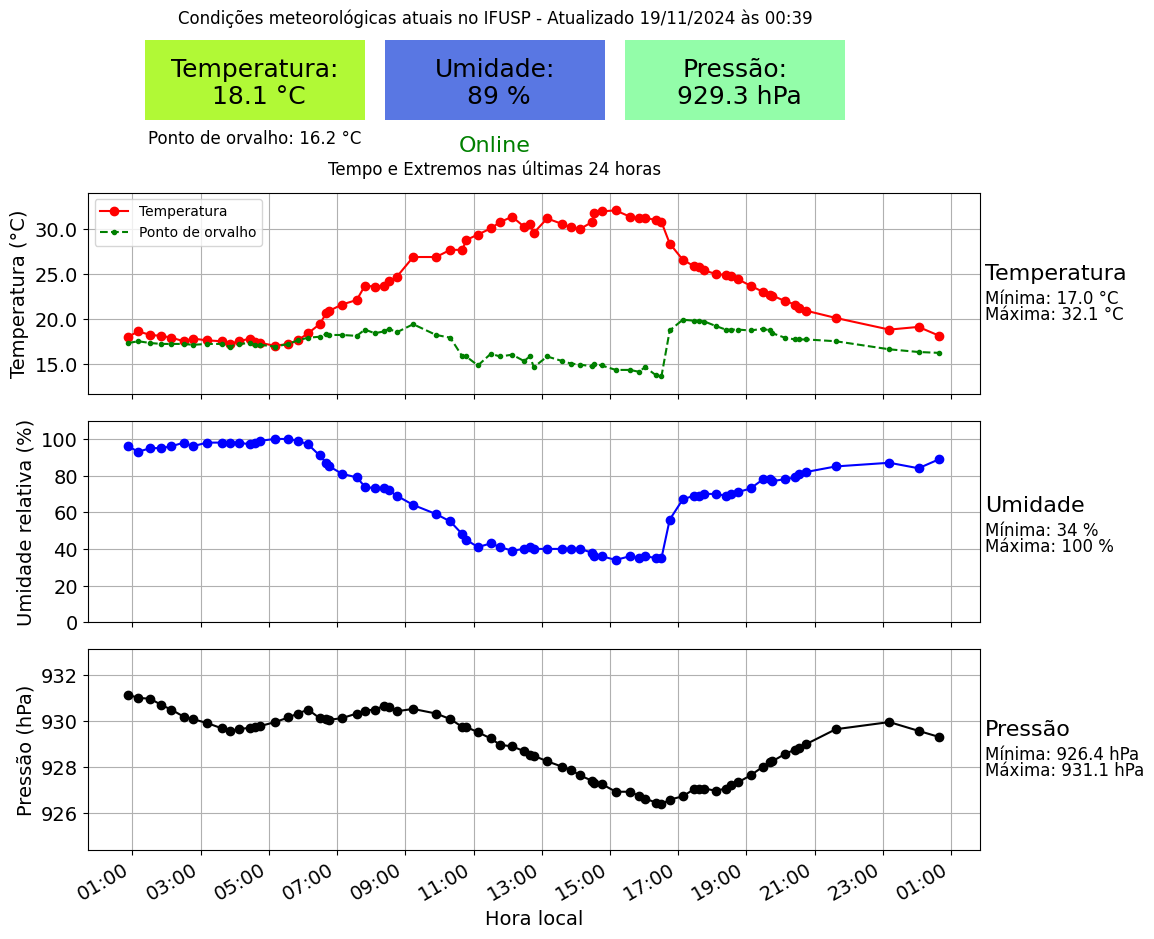 Condições meteorológicas atuais no IFUSP - Atualizado 19/11/2024 às 00:39
Temperatura:
18.1 °C
Umidade:
89 %
Pressão:
929.3 hPa
Ponto de orvalho: 16.2 °C
Online
Tempo e Extremos nas últimas 24 horas
Temperatura (°C)
30.0
25.0
20.0
15.0
Temperatura
Ponto de orvalho
Temperatura
Mínima: 17.0 °C
Máxima: 32.1 °C
Umidade relativa (%)
100
80
60
40
20
0
Umidade
Mínima: 34 %
Máxima: 100 %
Pressão (hPa)
932
930
928
926
Pressão
Mínima: 926.4 hPa
Máxima: 931.1 hPa
01:00 03:00 05:00 07:00 09:00 11:00 13:00 15:00 17:00 19:00 21:00 23:00 01:00
Hora local